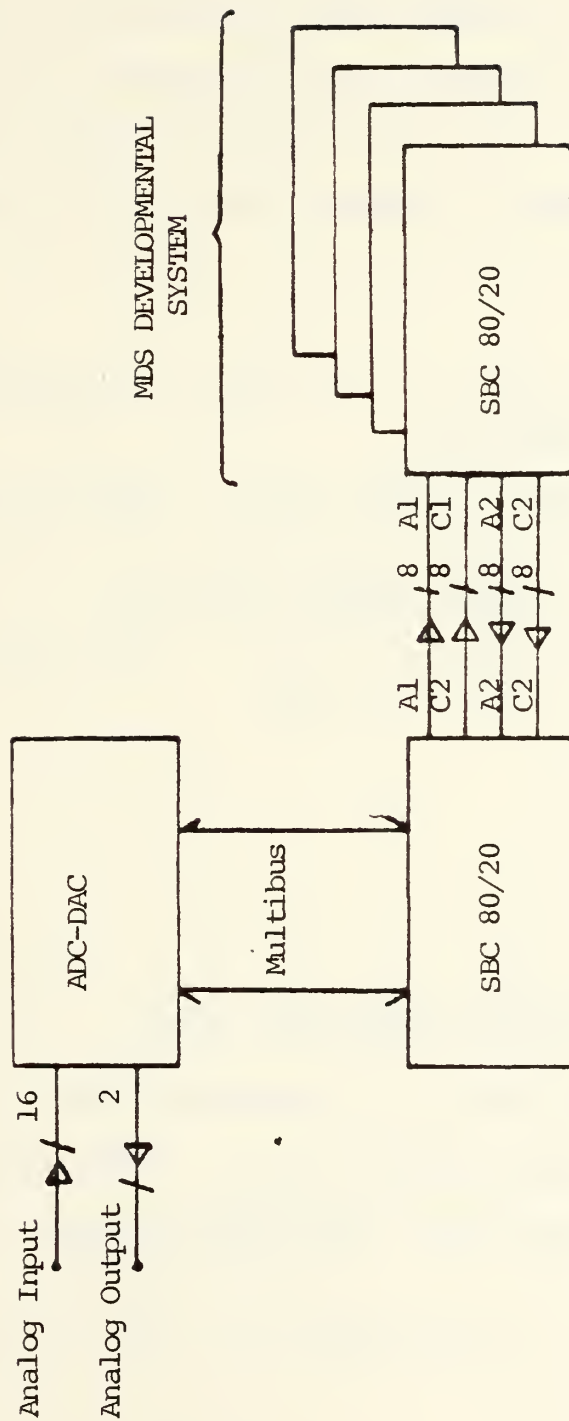 Analog Input 16
Analog Output 2
ADC-DAC
Multibus
SBC 80/20
MDS DEVELOPMENTAL
SYSTEM
A1 8 A1
C2 8 C1
A2 8 A2
C2 8 C2
SBC 80/20